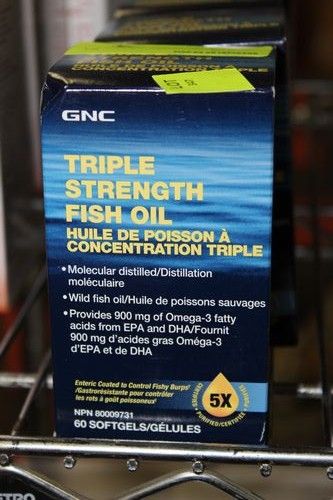 GNC
TRIPLE
STRENGTH
FISH OIL
HUILE DE POISSON À
CONCENTRATION TRIPLE
• Molecular distilled/Distillation
moléculaire
• Wild fish oil/Huile de poissons sauvages
• Provides 900 mg of Omega-3 fatty
acids from EPA and DHA/Fournit
900 mg d'acides gras Oméga-3
d'EPA et de DHA
Enteric Coated to Control Fishy Burps†
/Gastrorésistante pour contrôler
les rots à goût poissoneux†
5X
NPN 80009731
60 SOFTGELS/GÉLULES